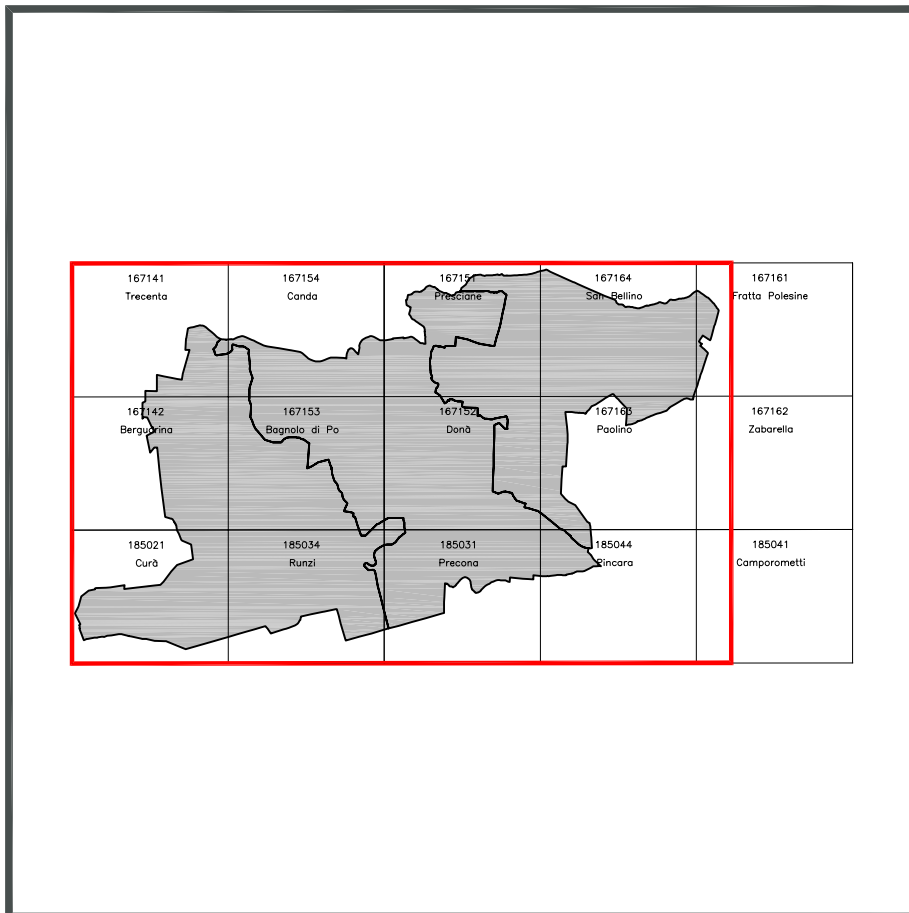 167141
Trecenta
167154
Canda
167151
Presciane
167164
San Bellino
167161
Fratta Polesine
167142
Berguarina
167153
Bagnolo di Po
167152
Donà
167163
Paolino
167162
Zabarella
185021
Curà
185034
Runzi
185031
Precona
185044
Pincara
185041
Camporometti